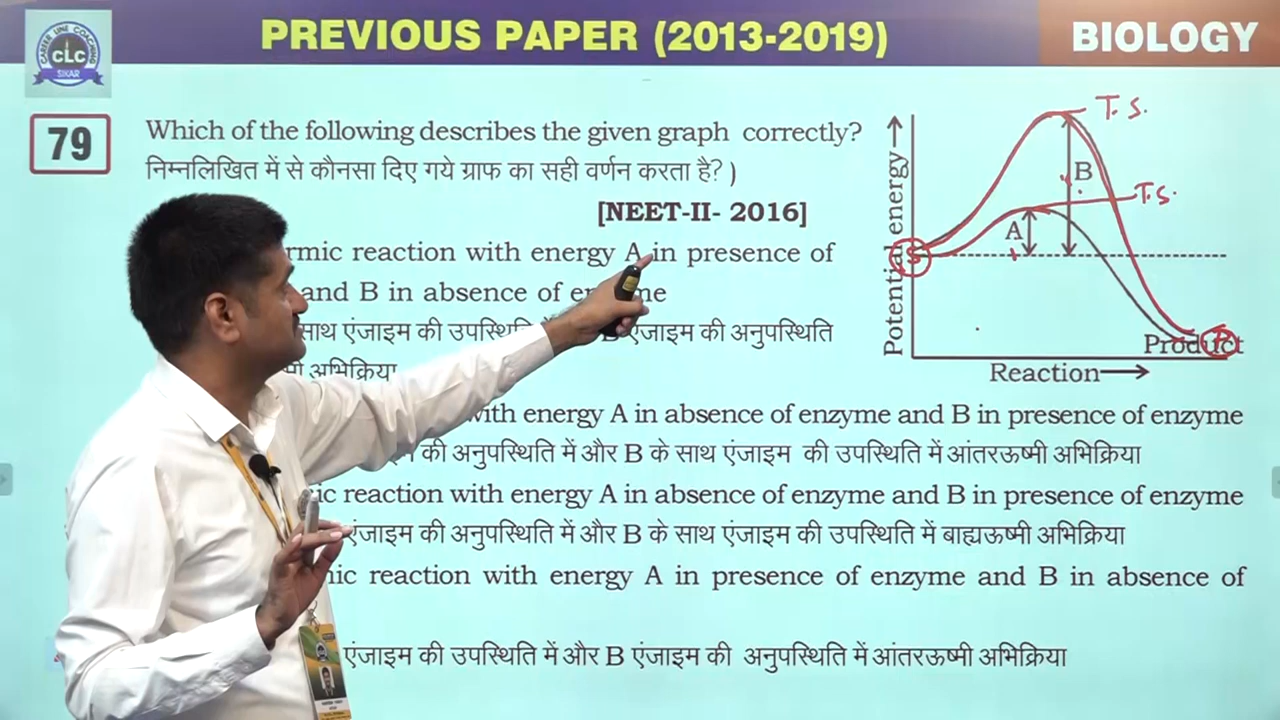 PREVIOUS PAPER (2013-2019)
BIOLOGY
CAREER LINE COACHING
CLC
SIKAR
79
Which of the following describes the given graph correctly?
निम्नलिखित में से कौनसा दिए गये ग्राफ का सही वर्णन करता है? )
[NEET-II- 2016]
rmic reaction with energy A in presence of
and B in absence of en me
साथ एंजाइम की उपस्थिति B एंजाइम की अनुपस्थिति
अभिक्रिया
with energy A in absence of enzyme and B in presence of enzyme
की अनुपस्थिति में और B के साथ एंजाइम की उपस्थिति में आंतरऊष्मी अभिक्रिया
ic reaction with energy A in absence of enzyme and B in presence of enzyme
एंजाइम की अनुपस्थिति में और B के साथ एंजाइम की उपस्थिति में बाह्यऊष्मी अभिक्रिया
ic reaction with energy A in presence of enzyme and B in absence of
एंजाइम की उपस्थिति में और B एंजाइम की अनुपस्थिति में आंतरऊष्मी अभिक्रिया
Potential energy
T.S.
B
T.S.
A
S
Product
P
Reaction